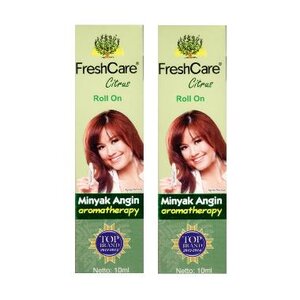 FreshCare®
Citrus
Roll On
Minyak Angin
aromatherapy
TOP
BRAND
Netto: 10ml
FreshCare®
Citrus
Roll On
Minyak Angin
aromatherapy
TOP
BRAND
Netto: 10ml